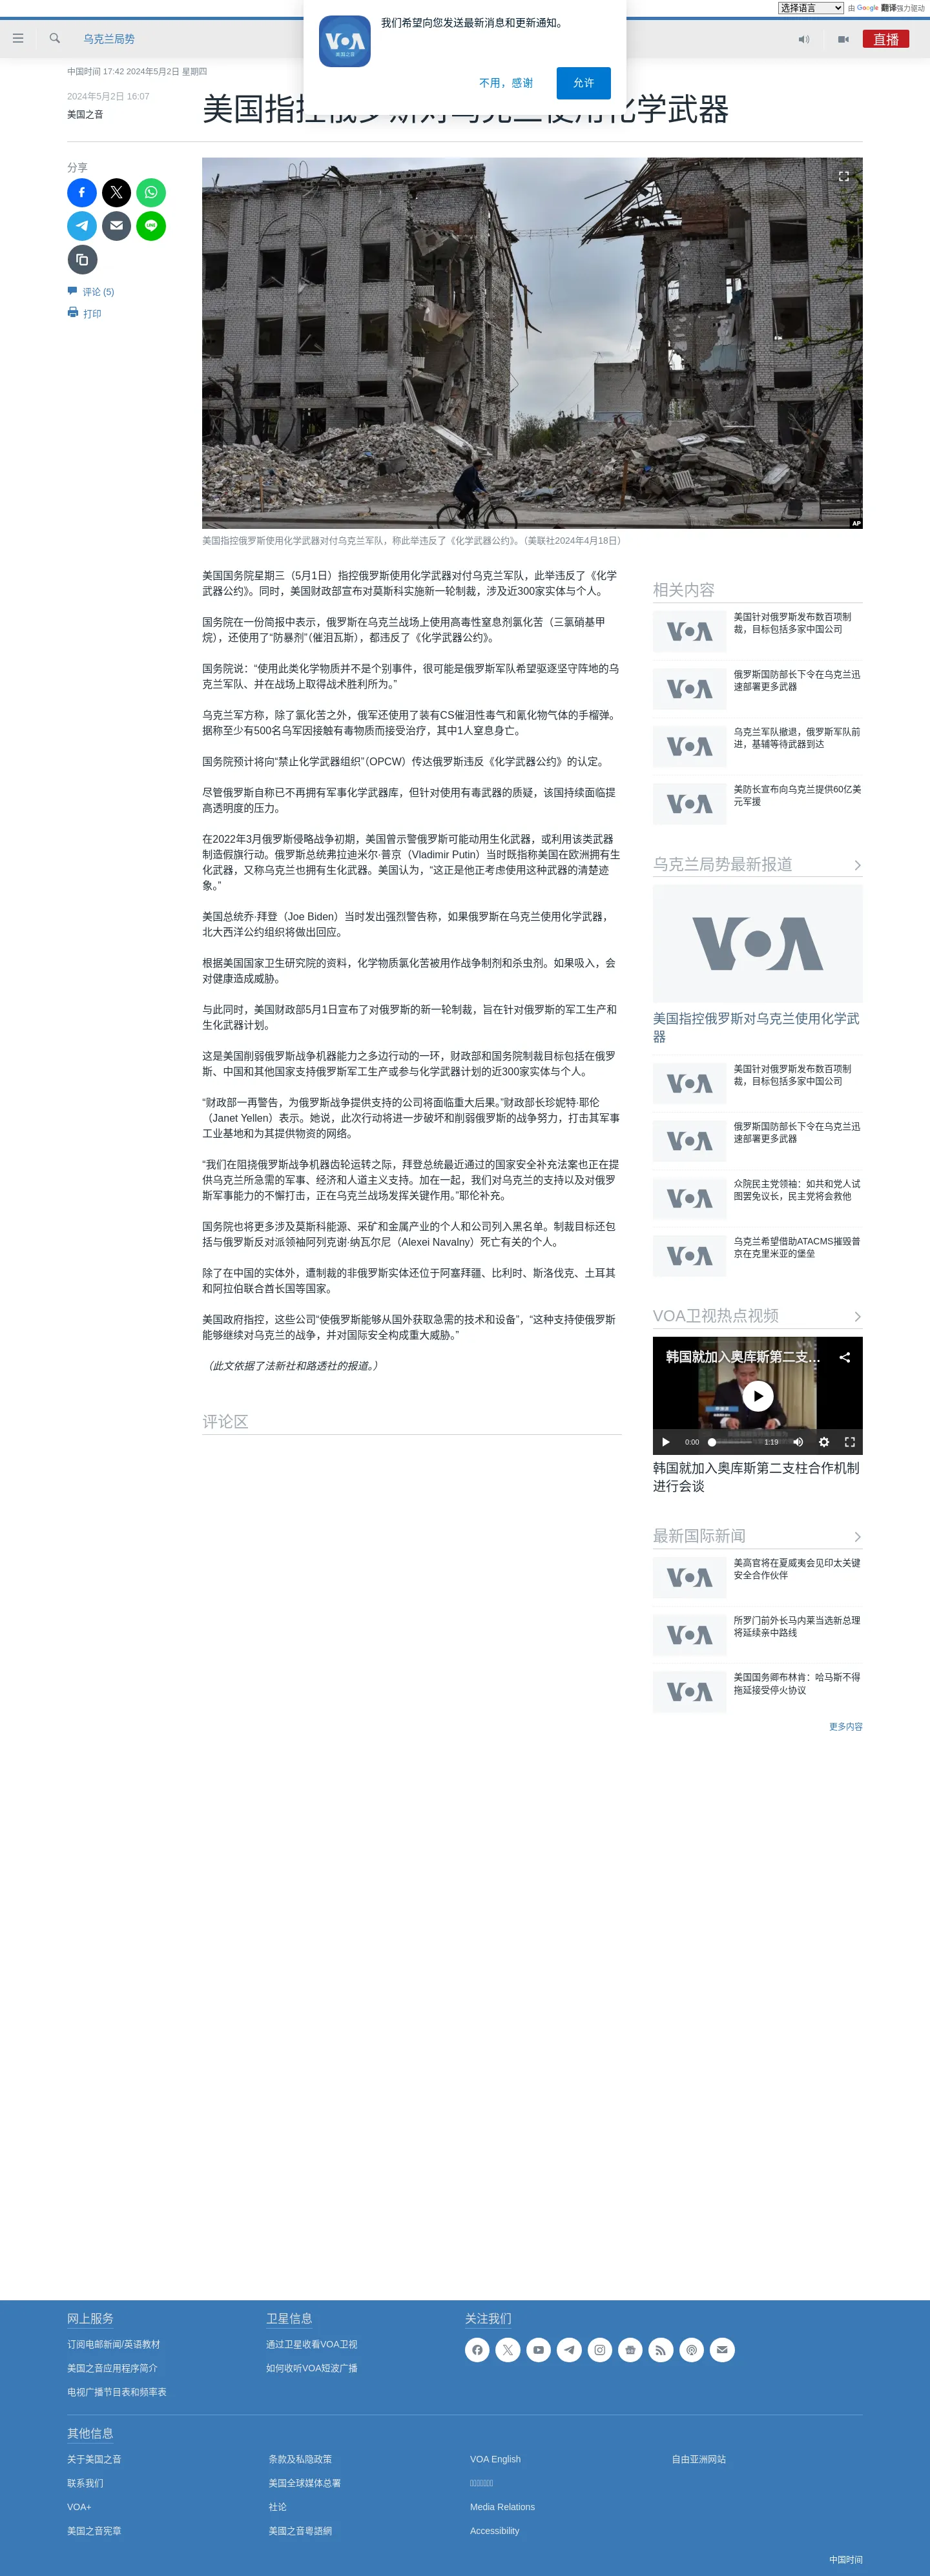 选择语言
由 Google 翻译强力驱动
我们希望向您发送最新消息和更新通知。
VOA
美国之音
不用，感谢
允许
乌克兰局势
直播
中国时间 17:42 2024年5月2日 星期四
2024年5月2日 16:07
美国之音
美国指控俄罗斯对乌克兰使用化学武器
分享
评论 (5)
打印
AP
美国指控俄罗斯使用化学武器对付乌克兰军队，称此举违反了《化学武器公约》。（美联社2024年4月18日）
美国国务院星期三（5月1日）指控俄罗斯使用化学武器对付乌克兰军队，此举违反了《化学
武器公约》。同时，美国财政部宣布对莫斯科实施新一轮制裁，涉及近300家实体与个人。
国务院在一份简报中表示，俄罗斯在乌克兰战场上使用高毒性窒息剂氯化苦（三氯硝基甲
烷），还使用了“防暴剂”（催泪瓦斯），都违反了《化学武器公约》。
国务院说：“使用此类化学物质并不是个别事件，很可能是俄罗斯军队希望驱逐坚守阵地的乌
克兰军队、并在战场上取得战术胜利所为。”
乌克兰军方称，除了氯化苦之外，俄军还使用了装有CS催泪性毒气和氰化物气体的手榴弹。
据称至少有500名乌军因接触有毒物质而接受治疗，其中1人窒息身亡。
国务院预计将向“禁止化学武器组织”（OPCW）传达俄罗斯违反《化学武器公约》的认定。
尽管俄罗斯自称已不再拥有军事化学武器库，但针对使用有毒武器的质疑，该国持续面临提
高透明度的压力。
在2022年3月俄罗斯侵略战争初期，美国曾示警俄罗斯可能动用生化武器，或利用该类武器
制造假旗行动。俄罗斯总统弗拉迪米尔·普京（Vladimir Putin）当时既指称美国在欧洲拥有生
化武器，又称乌克兰也拥有生化武器。美国认为，“这正是他正考虑使用这种武器的清楚迹
象。”
美国总统乔·拜登（Joe Biden）当时发出强烈警告称，如果俄罗斯在乌克兰使用化学武器，
北大西洋公约组织将做出回应。
根据美国国家卫生研究院的资料，化学物质氯化苦被用作战争制剂和杀虫剂。如果吸入，会
对健康造成威胁。
与此同时，美国财政部5月1日宣布了对俄罗斯的新一轮制裁，旨在针对俄罗斯的军工生产和
生化武器计划。
这是美国削弱俄罗斯战争机器能力之多边行动的一环，财政部和国务院制裁目标包括在俄罗
斯、中国和其他国家支持俄罗斯军工生产或参与化学武器计划的近300家实体与个人。
“财政部一再警告，为俄罗斯战争提供支持的公司将面临重大后果。”财政部长珍妮特·耶伦
（Janet Yellen）表示。她说，此次行动将进一步破坏和削弱俄罗斯的战争努力，打击其军事
工业基地和为其提供物资的网络。
“我们在阻挠俄罗斯战争机器齿轮运转之际，拜登总统最近通过的国家安全补充法案也正在提
供乌克兰所急需的军事、经济和人道主义支持。加在一起，我们对乌克兰的支持以及对俄罗
斯军事能力的不懈打击，正在乌克兰战场发挥关键作用。”耶伦补充。
国务院也将更多涉及莫斯科能源、采矿和金属产业的个人和公司列入黑名单。制裁目标还包
括与俄罗斯反对派领袖阿列克谢·纳瓦尔尼（Alexei Navalny）死亡有关的个人。
除了在中国的实体外，遭制裁的非俄罗斯实体还位于阿塞拜疆、比利时、斯洛伐克、土耳其
和阿拉伯联合酋长国等国家。
美国政府指控，这些公司“使俄罗斯能够从国外获取急需的技术和设备”，“这种支持使俄罗斯
能够继续对乌克兰的战争，并对国际安全构成重大威胁。”
（此文依据了法新社和路透社的报道。）
评论区
相关内容
VOA
美国针对俄罗斯发布数百项制
裁，目标包括多家中国公司
VOA
俄罗斯国防部长下令在乌克兰迅
速部署更多武器
VOA
乌克兰军队撤退，俄罗斯军队前
进，基辅等待武器到达
VOA
美防长宣布向乌克兰提供60亿美
元军援
乌克兰局势最新报道
VOA
美国指控俄罗斯对乌克兰使用化学武
器
VOA
美国针对俄罗斯发布数百项制
裁，目标包括多家中国公司
VOA
俄罗斯国防部长下令在乌克兰迅
速部署更多武器
VOA
众院民主党领袖：如共和党人试
图罢免议长，民主党将会救他
VOA
乌克兰希望借助ATACMS摧毁普
京在克里米亚的堡垒
VOA卫视热点视频
韩国就加入奥库斯第二支...
0:00
1:19
韩国就加入奥库斯第二支柱合作机制
进行会谈
最新国际新闻
VOA
美高官将在夏威夷会见印太关键
安全合作伙伴
VOA
所罗门前外长马内莱当选新总理
将延续亲中路线
VOA
美国国务卿布林肯：哈马斯不得
拖延接受停火协议
更多内容
网上服务
订阅电邮新闻/英语教材
美国之音应用程序简介
电视广播节目表和频率表
卫星信息
通过卫星收看VOA卫视
如何收听VOA短波广播
关注我们
其他信息
关于美国之音
条款及私隐政策
VOA English
自由亚洲网站
联系我们
美国全球媒体总署
VOA+
社论
Media Relations
美国之音宪章
美國之音粵語網
Accessibility
中国时间